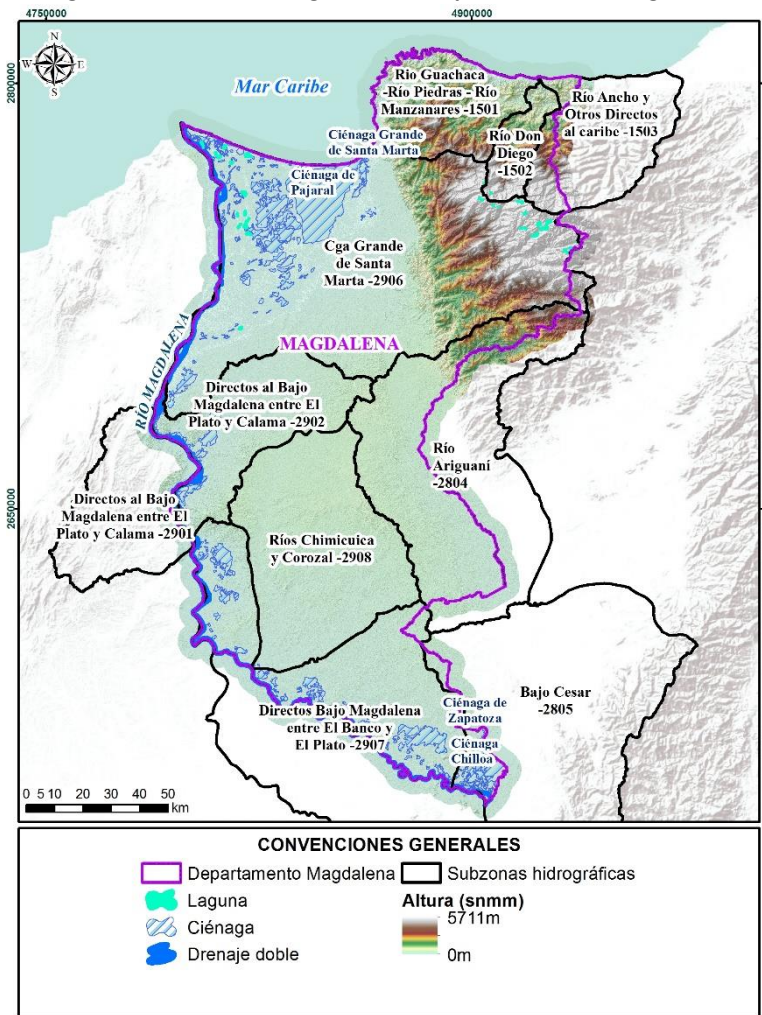 4750000
4900000
2800000
2650000
N
W E
S
Mar Caribe
Rio Guachaca
-Río Piedras - Río
Manzanares -1501
Río Ancho y
Otros Directos
al caribe -1503
Río Don
Diego
-1502
Ciénaga Grande
de Santa Marta
Ciénaga de
Pajaral
Cga Grande
de Santa
Marta -2906
MAGDALENA
RÍO MAGDALENA
Directos al Bajo
Magdalena entre El
Plato y Calama -2902
Río
Ariguaní
-2804
Directos al Bajo
Magdalena entre El
Plato y Calama -2901
Ríos Chimicuica
y Corozal -2908
Bajo Cesar
-2805
Ciénaga de
Zapatoza
Directos Bajo Magdalena
entre El Banco y
El Plato -2907
Ciénaga
Chilloa
0 5 10 20 30 40 50
km
CONVENCIONES GENERALES
Departamento Magdalena
Subzonas hidrográficas
Laguna
Altura (snmm)
Ciénaga
5711m
Drenaje doble
0m